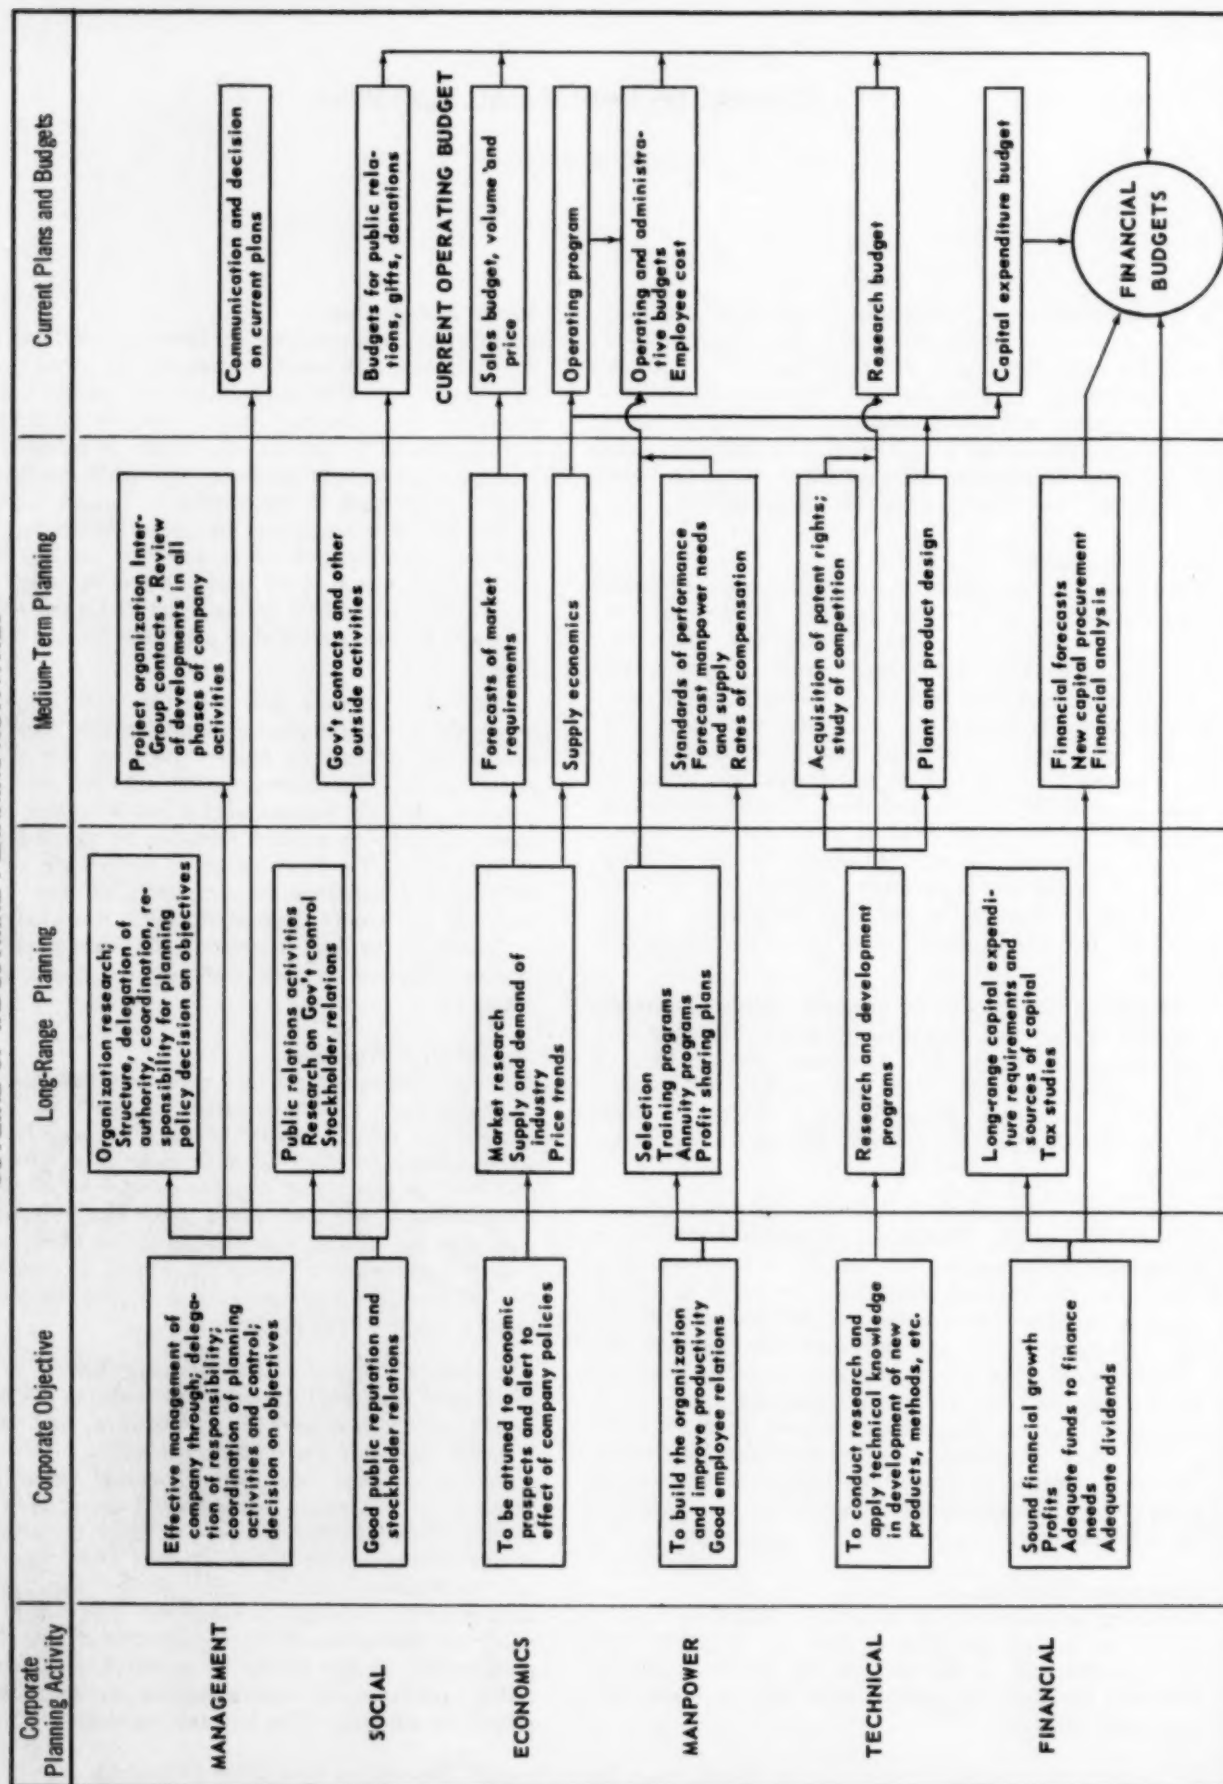 Corporate
Planning Activity
Corporate Objective
Long-Range Planning
Medium-Term Planning
Current Plans and Budgets
MANAGEMENT
Effective management of
company through; delega-
tion of responsibility;
coordination of planning
activities and control;
decision on objectives
Organization research;
Structure, delegation of
authority, coordination, re-
sponsibility for planning
policy decision on objectives
Project organization Inter-
Group contacts - Review
of developments in all
phases of company
activities
Communication and decision
on current plans
SOCIAL
Good public reputation and
stockholder relations
Public relations activities
Research on Gov't control
Stockholder relations
Gov't contacts and other
outside activities
Budgets for public rela-
tions, gifts, donations
CURRENT OPERATING BUDGET
ECONOMICS
To be attuned to economic
prospects and alert to
effect of company policies
Market research
Supply and demand of
industry
Price trends
Forecasts of market
requirements
Supply economics
Sales budget, volume and
price
Operating program
MANPOWER
To build the organization
and improve productivity
Good employee relations
Selection
Training programs
Annuity programs
Profit sharing plans
Standards of performance
Forecast manpower needs
and supply
Rates of compensation
Operating and administra-
tive budgets
Employee cost
TECHNICAL
To conduct research and
apply technical knowledge
in development of new
products, methods, etc.
Research and development
programs
Acquisition of patent rights;
study of competition
Plant and product design
Research budget
Capital expenditure budget
FINANCIAL
Sound financial growth
Profits
Adequate funds to finance
needs
Adequate dividends
Long-range capital expendi-
ture requirements and
sources of capital
Tax studies
Financial forecasts
New capital procurement
Financial analysis
FINANCIAL
BUDGETS